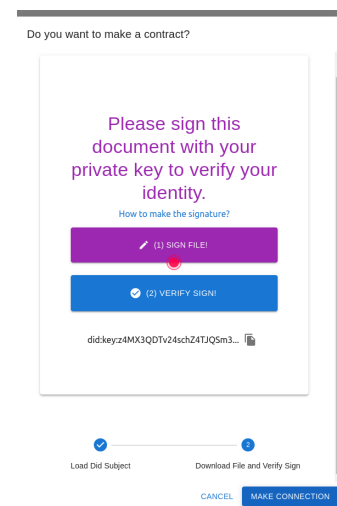 Do you want to make a contract?
Please sign this
document with your
private key to verify your
identity.
How to make the signature?
(1) SIGN FILE!
(2) VERIFY SIGN!
did:key:z4MX3QDTv24schZ4TJQSm3...
2
Load Did Subject
Download File and Verify Sign
CANCEL
MAKE CONNECTION